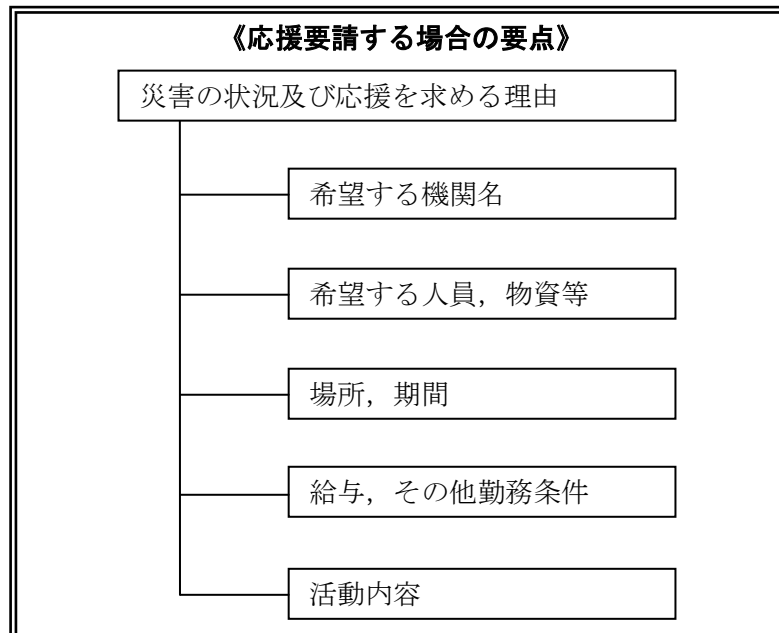 《応援要請する場合の要点》
災害の状況及び応援を求める理由
希望する機関名
希望する人員，物資等
場所，期間
給与，その他勤務条件
活動内容